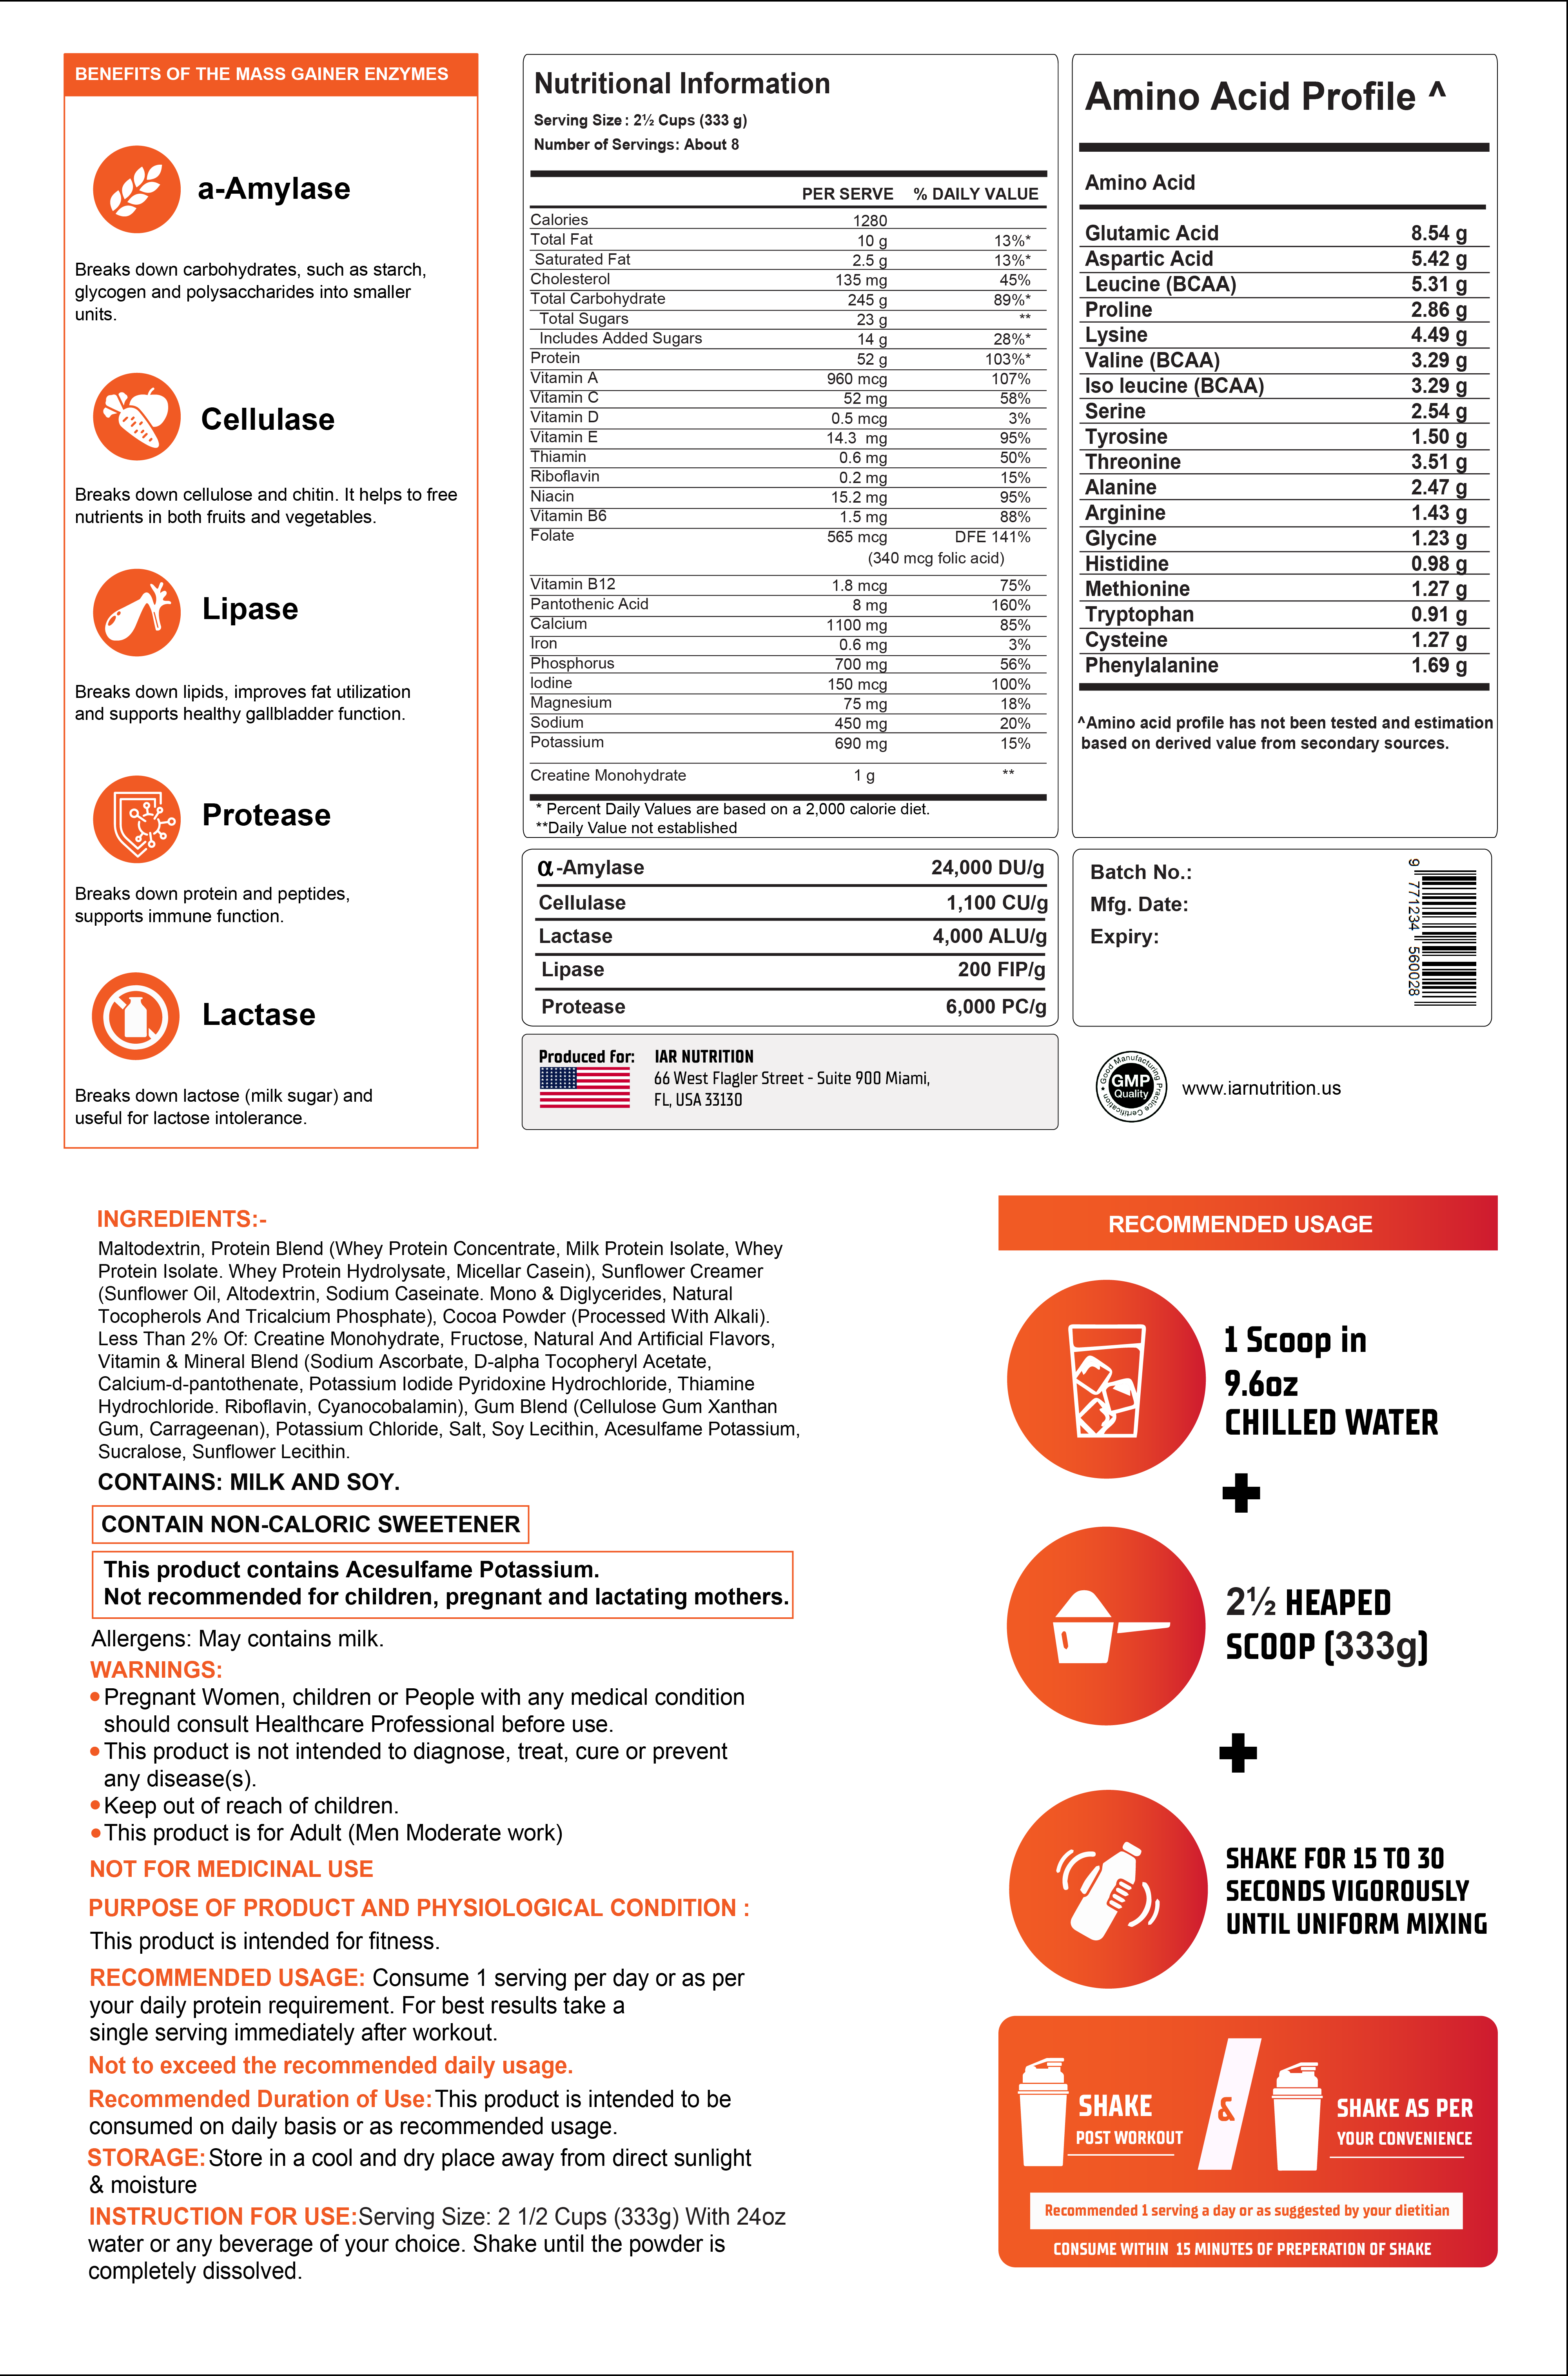 BENEFITS OF THE MASS GAINER ENZYMES
a-Amylase
Breaks down carbohydrates, such as starch,
glycogen and polysaccharides into smaller
units.
Cellulase
Breaks down cellulose and chitin. It helps to free
nutrients in both fruits and vegetables.
Lipase
Breaks down lipids, improves fat utilization
and supports healthy gallbladder function.
Protease
Breaks down protein and peptides,
supports immune function.
Lactase
Breaks down lactose (milk sugar) and
useful for lactose intolerance.
Nutritional Information
Serving Size : 2½ Cups (333 g)
Number of Servings: About 8
PER SERVE % DAILY VALUE
Calories 1280
Total Fat 10 g 13%*
Saturated Fat 2.5 g 13%*
Cholesterol 135 mg 45%
Total Carbohydrate 245 g 89%*
Total Sugars 23 g **
Includes Added Sugars 14 g 28%*
Protein 52 g 103%*
Vitamin A 960 mcg 107%
Vitamin C 52 mg 58%
Vitamin D 0.5 mcg 3%
Vitamin E 14.3 mg 95%
Thiamin 0.6 mg 50%
Riboflavin 0.2 mg 15%
Niacin 15.2 mg 95%
Vitamin B6 1.5 mg 88%
Folate 565 mcg DFE 141%
(340 mcg folic acid)
Vitamin B12 1.8 mcg 75%
Pantothenic Acid 8 mg 160%
Calcium 1100 mg 85%
Iron 0.6 mg 3%
Phosphorus 700 mg 56%
Iodine 150 mcg 100%
Magnesium 75 mg 18%
Sodium 450 mg 20%
Potassium 690 mg 15%
Creatine Monohydrate 1 g **
* Percent Daily Values are based on a 2,000 calorie diet.
**Daily Value not established
Amino Acid Profile ^
Amino Acid
Glutamic Acid 8.54 g
Aspartic Acid 5.42 g
Leucine (BCAA) 5.31 g
Proline 2.86 g
Lysine 4.49 g
Valine (BCAA) 3.29 g
Iso leucine (BCAA) 3.29 g
Serine 2.54 g
Tyrosine 1.50 g
Threonine 3.51 g
Alanine 2.47 g
Arginine 1.43 g
Glycine 1.23 g
Histidine 0.98 g
Methionine 1.27 g
Tryptophan 0.91 g
Cysteine 1.27 g
Phenylalanine 1.69 g
^Amino acid profile has not been tested and estimation
based on derived value from secondary sources.
α-Amylase 24,000 DU/g
Cellulase 1,100 CU/g
Lactase 4,000 ALU/g
Lipase 200 FIP/g
Protease 6,000 PC/g
Batch No.:
Mfg. Date:
Expiry:
9 771234 560028
Produced for: IAR NUTRITION
66 West Flagler Street - Suite 900 Miami,
FL, USA 33130
Good Manufacturing Practice Certification
GMP
Quality
www.iarnutrition.us
INGREDIENTS:-
Maltodextrin, Protein Blend (Whey Protein Concentrate, Milk Protein Isolate, Whey
Protein Isolate. Whey Protein Hydrolysate, Micellar Casein), Sunflower Creamer
(Sunflower Oil, Altodextrin, Sodium Caseinate. Mono & Diglycerides, Natural
Tocopherols And Tricalcium Phosphate), Cocoa Powder (Processed With Alkali).
Less Than 2% Of: Creatine Monohydrate, Fructose, Natural And Artificial Flavors,
Vitamin & Mineral Blend (Sodium Ascorbate, D-alpha Tocopheryl Acetate,
Calcium-d-pantothenate, Potassium Iodide Pyridoxine Hydrochloride, Thiamine
Hydrochloride. Riboflavin, Cyanocobalamin), Gum Blend (Cellulose Gum Xanthan
Gum, Carrageenan), Potassium Chloride, Salt, Soy Lecithin, Acesulfame Potassium,
Sucralose, Sunflower Lecithin.
CONTAINS: MILK AND SOY.
CONTAIN NON-CALORIC SWEETENER
This product contains Acesulfame Potassium.
Not recommended for children, pregnant and lactating mothers.
Allergens: May contains milk.
WARNINGS:
• Pregnant Women, children or People with any medical condition
should consult Healthcare Professional before use.
• This product is not intended to diagnose, treat, cure or prevent
any disease(s).
• Keep out of reach of children.
• This product is for Adult (Men Moderate work)
NOT FOR MEDICINAL USE
PURPOSE OF PRODUCT AND PHYSIOLOGICAL CONDITION :
This product is intended for fitness.
RECOMMENDED USAGE: Consume 1 serving per day or as per
your daily protein requirement. For best results take a
single serving immediately after workout.
Not to exceed the recommended daily usage.
Recommended Duration of Use: This product is intended to be
consumed on daily basis or as recommended usage.
STORAGE: Store in a cool and dry place away from direct sunlight
& moisture
INSTRUCTION FOR USE: Serving Size: 2 1/2 Cups (333g) With 24oz
water or any beverage of your choice. Shake until the powder is
completely dissolved.
RECOMMENDED USAGE
1 Scoop in
9.6oz
CHILLED WATER
+
2½ HEAPED
SCOOP (333g)
+
SHAKE FOR 15 TO 30
SECONDS VIGOROUSLY
UNTIL UNIFORM MIXING
SHAKE
POST WORKOUT
&
SHAKE AS PER
YOUR CONVENIENCE
Recommended 1 serving a day or as suggested by your dietitian
CONSUME WITHIN 15 MINUTES OF PREPERATION OF SHAKE